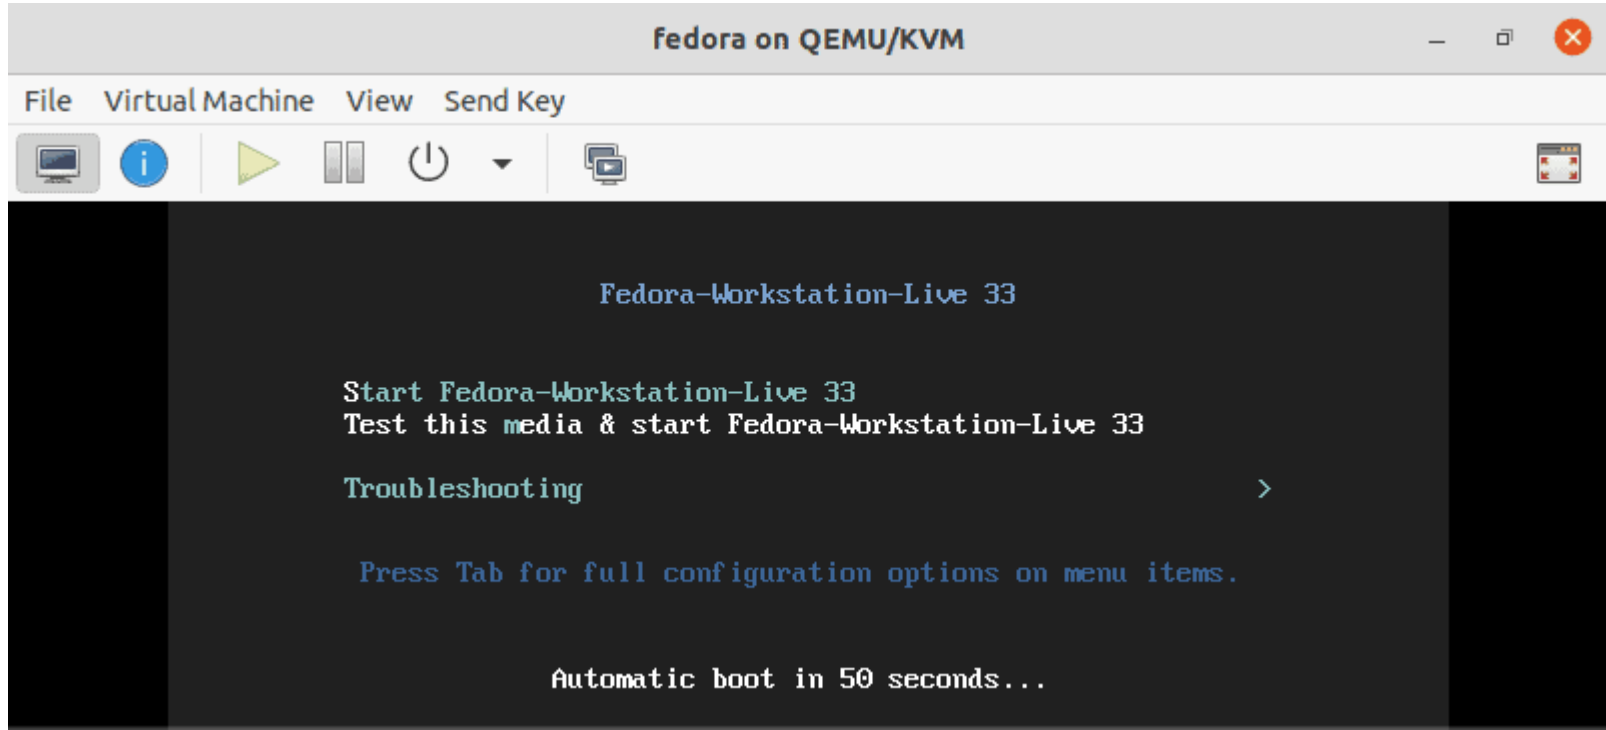 fedora on QEMU/KVM
File Virtual Machine View Send Key
Fedora-Workstation-Live 33
Start Fedora-Workstation-Live 33
Test this media & start Fedora-Workstation-Live 33
Troubleshooting >
Press Tab for full configuration options on menu items.
Automatic boot in 50 seconds...